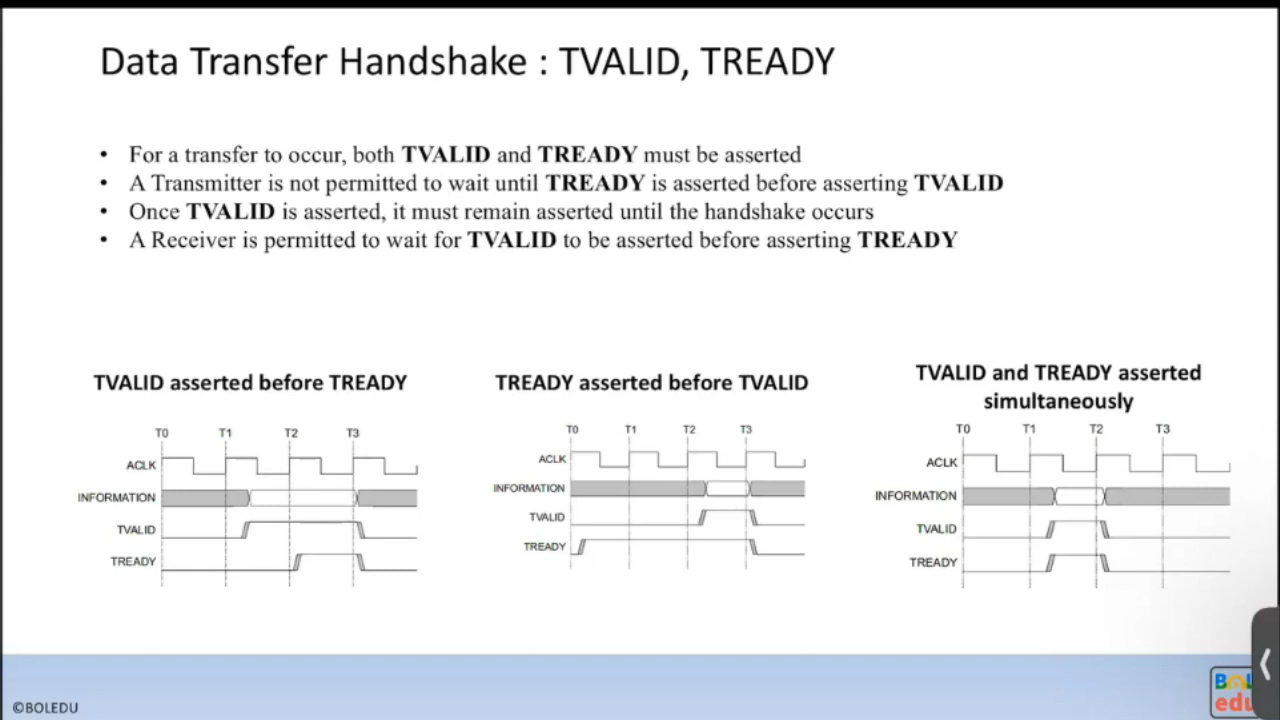 Data Transfer Handshake : TVALID, TREADY
• For a transfer to occur, both TVALID and TREADY must be asserted
• A Transmitter is not permitted to wait until TREADY is asserted before asserting TVALID
• Once TVALID is asserted, it must remain asserted until the handshake occurs
• A Receiver is permitted to wait for TVALID to be asserted before asserting TREADY
TVALID asserted before TREADY
T0 T1 T2 T3
ACLK
INFORMATION
TVALID
TREADY
TREADY asserted before TVALID
T0 T1 T2 T3
ACLK
INFORMATION
TVALID
TREADY
TVALID and TREADY asserted
simultaneously
T0 T1 T2 T3
ACLK
INFORMATION
TVALID
TREADY
©BOLEDU